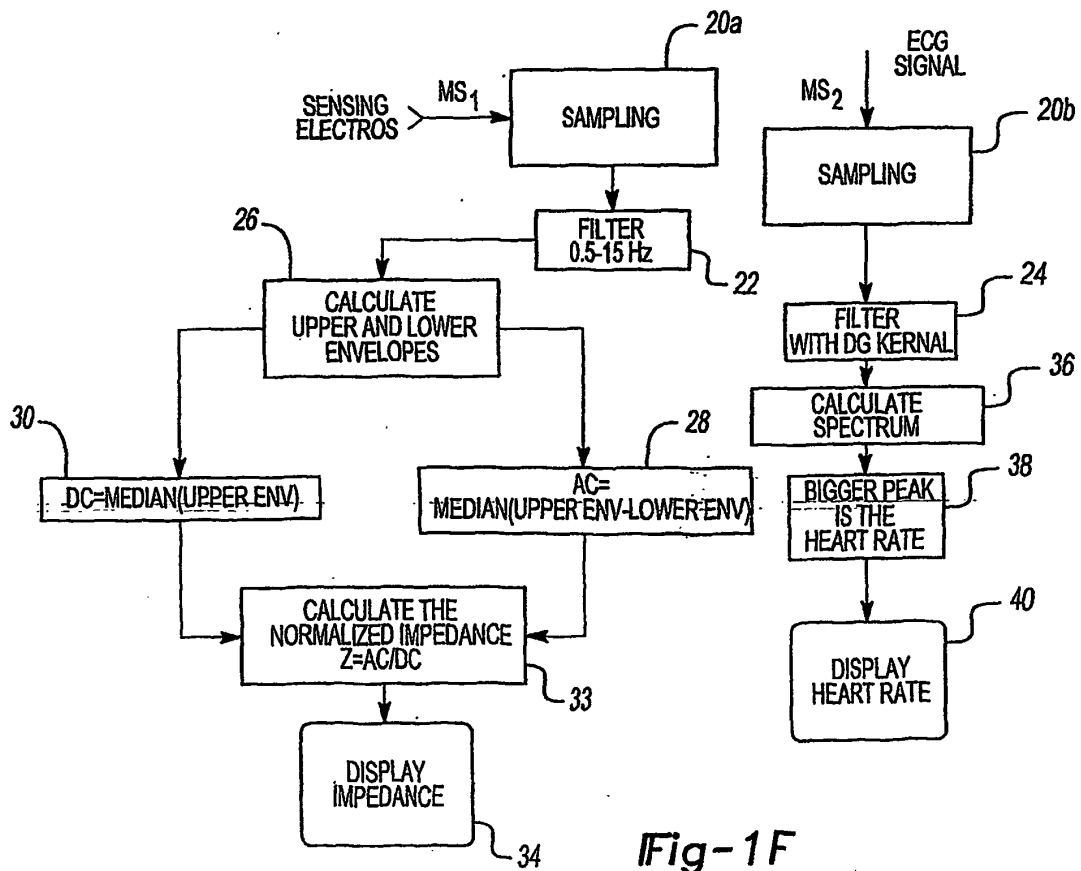 20a
ECG
SIGNAL
MS1
SENSING
ELECTROS
SAMPLING
MS2
20b
SAMPLING
26
FILTER
0.5-15 Hz
22
CALCULATE
UPPER AND LOWER
ENVELOPES
24
FILTER
WITH DG KERNAL
36
CALCULATE
SPECTRUM
30
28
DC=MEDIAN(UPPER ENV)
AC=
MEDIAN(UPPER ENV-LOWER ENV)
38
BIGGER PEAK
IS THE
HEART RATE
CALCULATE THE
NORMALIZED IMPEDANCE
Z=AC/DC
33
40
DISPLAY
HEART RATE
DISPLAY
IMPEDANCE
34
Fig-1F